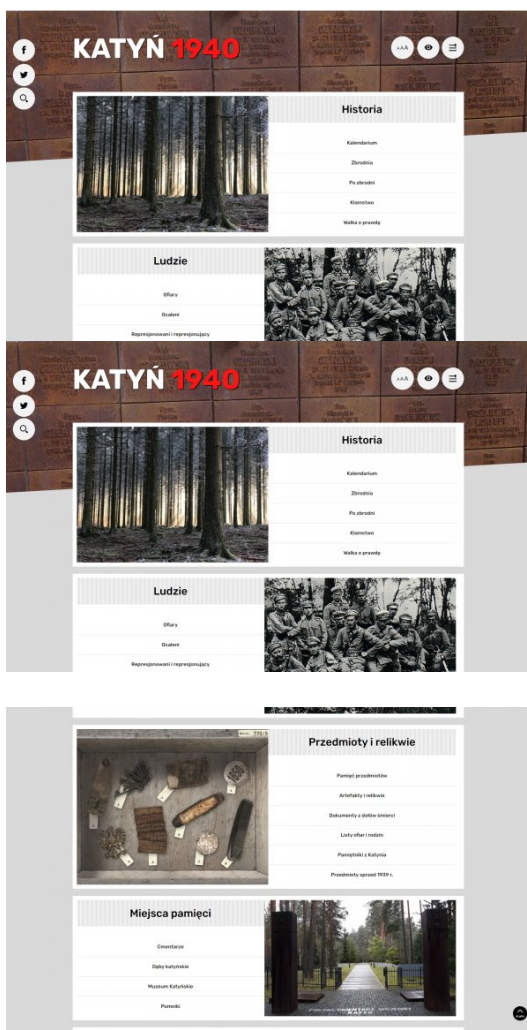 KATYŃ 1940
AAA
Historia
Kalendarium
Zbrodnia
Po zbrodni
Kłamstwo
Walka o prawdę
Ludzie
Ofiary
Ocaleni
Represjonowani i represjonujący
KATYŃ 1940
AAA
Historia
Kalendarium
Zbrodnia
Po zbrodni
Kłamstwo
Walka o prawdę
Ludzie
Ofiary
Ocaleni
Represjonowani i represjonujący
Przedmioty i relikwie
Pamięć przedmiotów
Artefakty i relikwie
Dokumenty z dołów śmierci
Listy ofiar i rodzin
Pamiętniki z Katynia
Przedmioty sprzed 1939 r.
Miejsca pamięci
Cmentarze
Dęby katyńskie
Muzeum Katyńskie
Pomniki